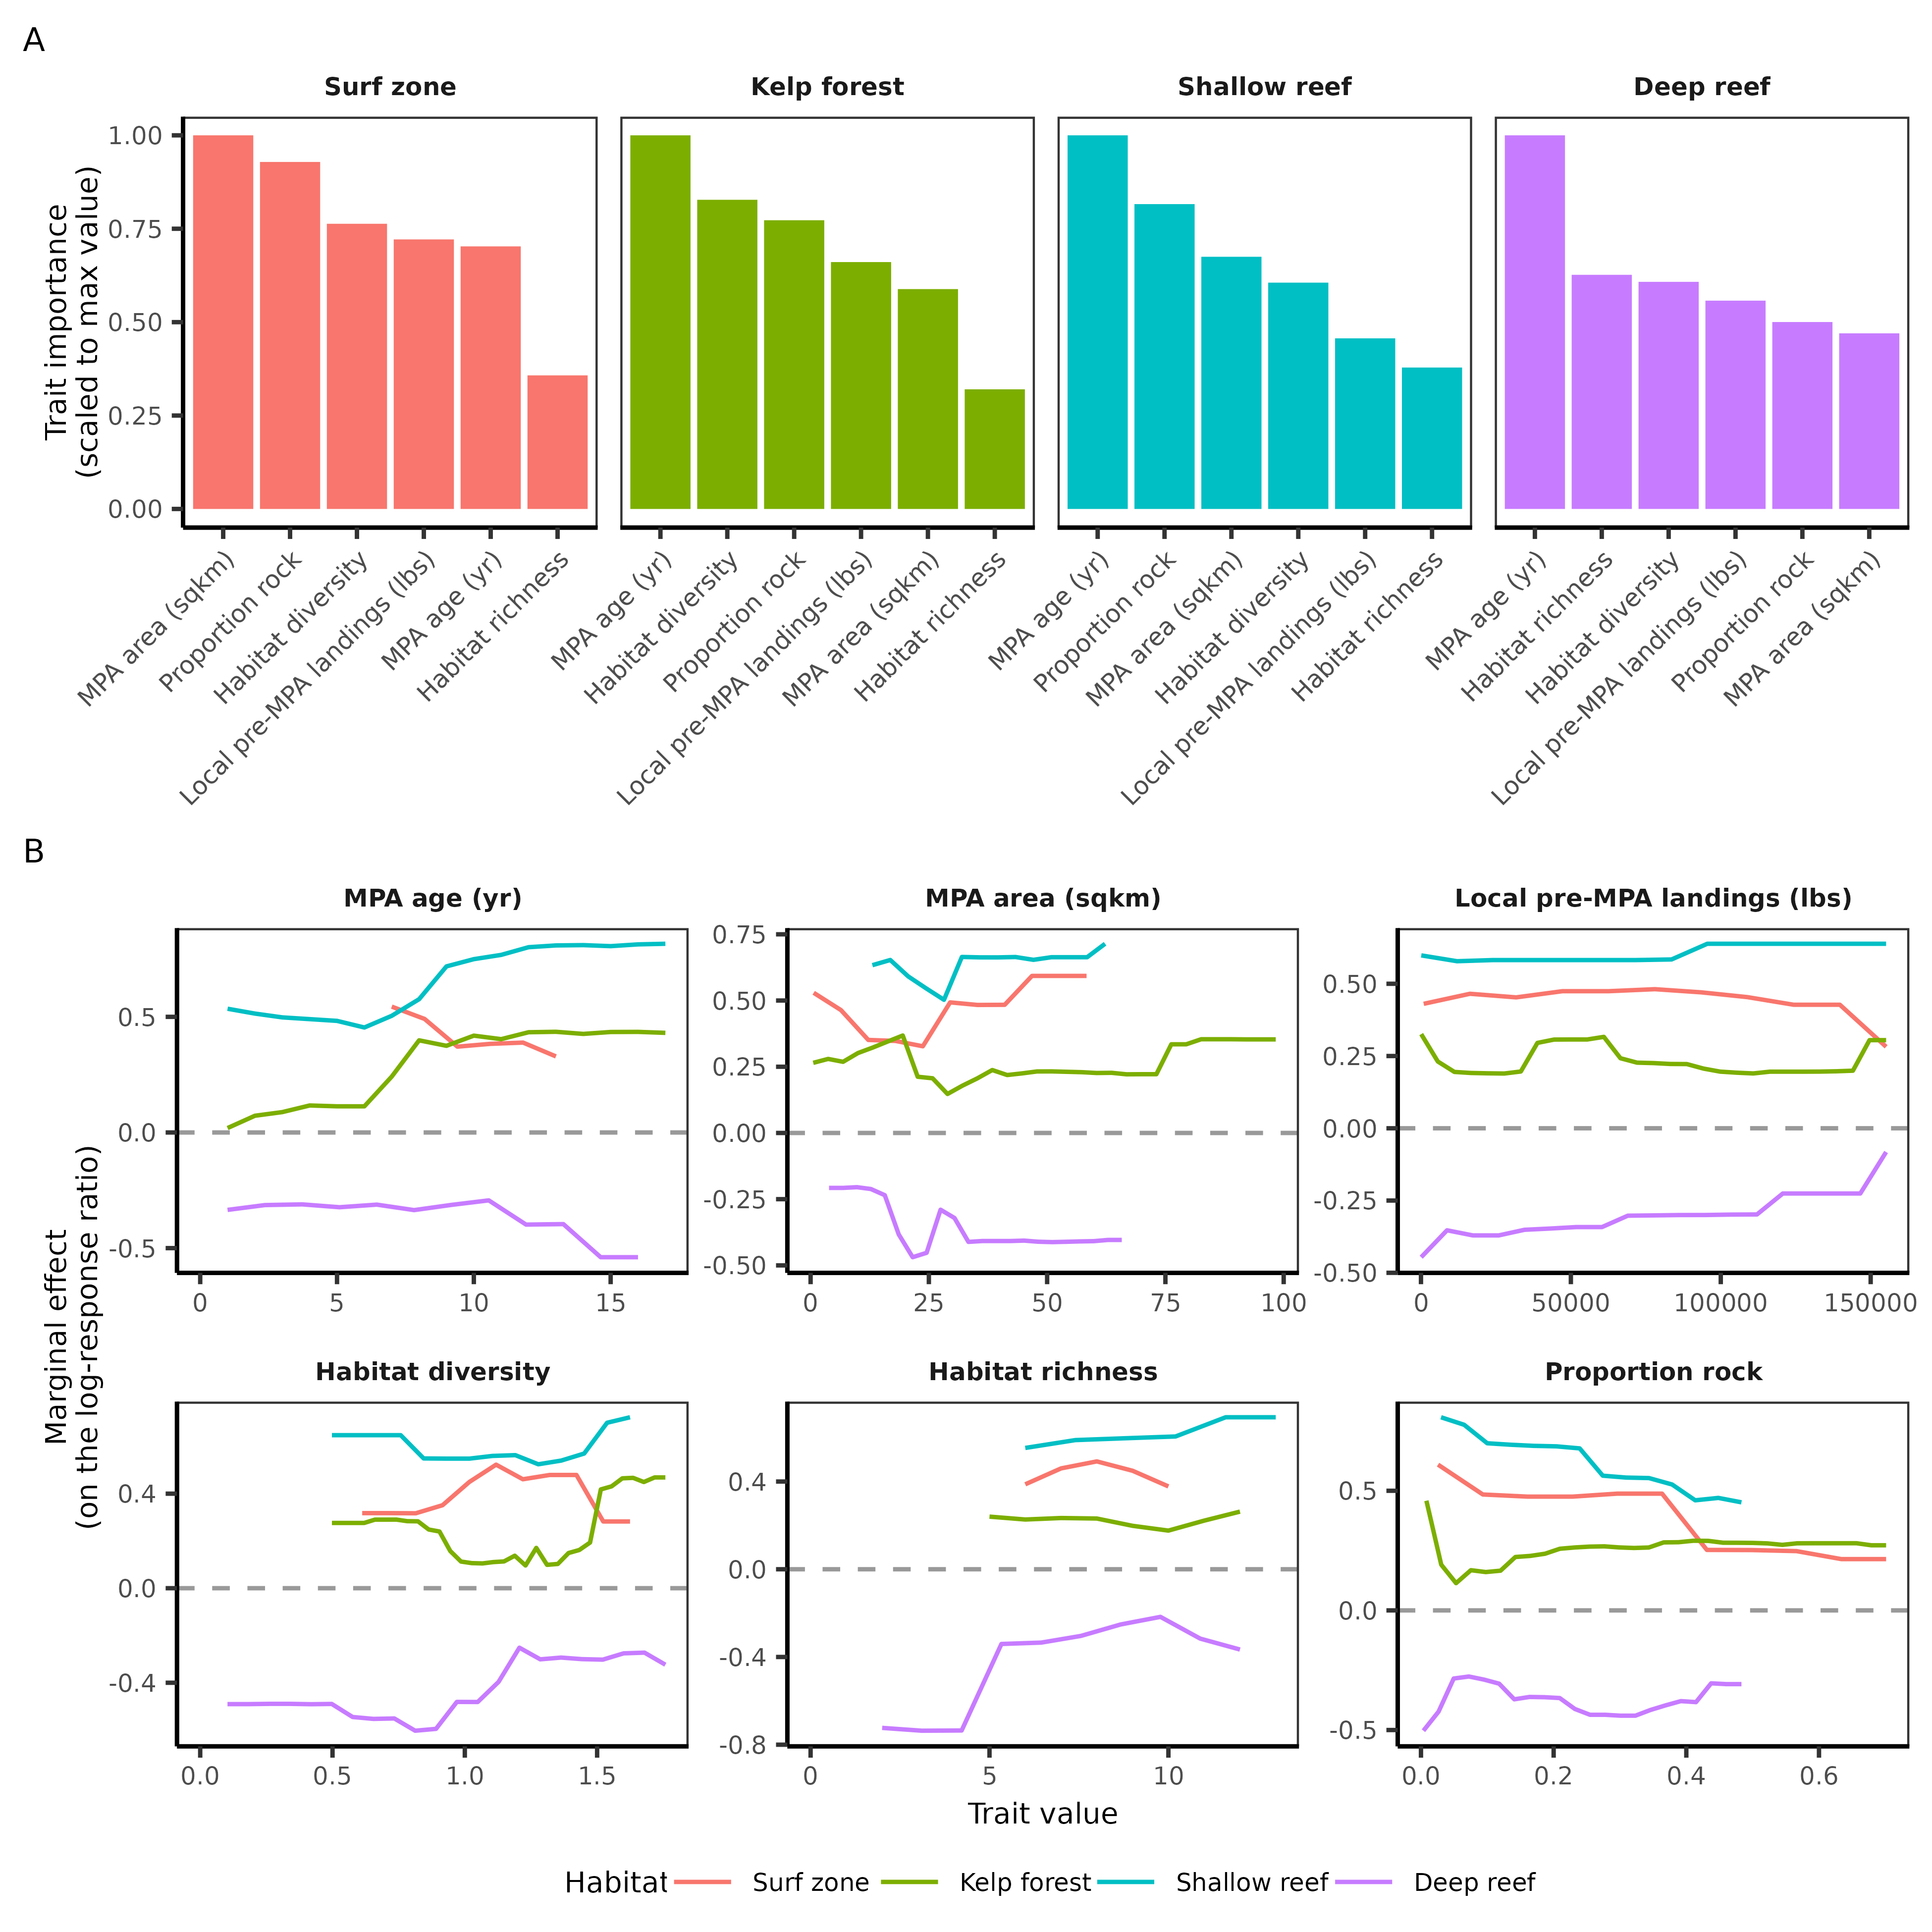 A
Surf zone
Kelp forest
Shallow reef
Deep reef
Trait importance
(scaled to max value)
1.00
0.75
0.50
0.25
0.00
MPA area (sqkm)
Proportion rock
Habitat diversity
Local pre-MPA landings (lbs)
MPA age (yr)
Habitat richness
MPA age (yr)
Habitat diversity
Proportion rock
Local pre-MPA landings (lbs)
MPA area (sqkm)
Habitat richness
MPA age (yr)
Proportion rock
MPA area (sqkm)
Habitat diversity
Local pre-MPA landings (lbs)
Habitat richness
MPA age (yr)
Habitat richness
Habitat diversity
Local pre-MPA landings (lbs)
Proportion rock
MPA area (sqkm)
B
Marginal effect
(on the log-response ratio)
MPA age (yr)
0.5
0.0
-0.5
0 5 10 15
MPA area (sqkm)
0.75
0.50
0.25
0.00
-0.25
-0.50
0 25 50 75 100
Local pre-MPA landings (lbs)
0.50
0.25
0.00
-0.25
-0.50
0 50000 100000 150000
Habitat diversity
0.4
0.0
-0.4
0.0 0.5 1.0 1.5
Habitat richness
0.4
0.0
-0.4
-0.8
0 5 10
Proportion rock
0.5
0.0
-0.5
0.0 0.2 0.4 0.6
Trait value
Habitat Surf zone Kelp forest Shallow reef Deep reef